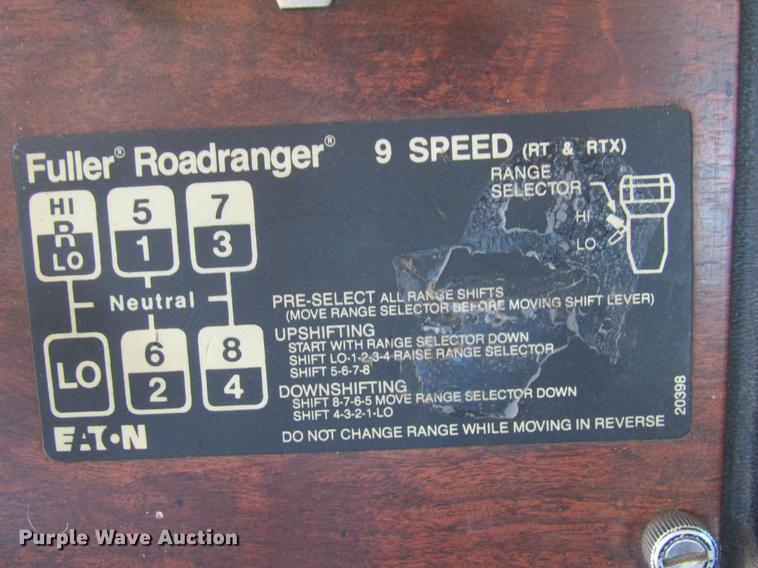 Fuller® Roadranger® 9 SPEED (RT & RTX)
HI
R
LO
5
1
7
3
Neutral
LO
6
2
8
4
RANGE
SELECTOR
HI
LO
PRE-SELECT ALL RANGE SHIFTS
(MOVE RANGE SELECTOR BEFORE MOVING SHIFT LEVER)
UPSHIFTING
START WITH RANGE SELECTOR DOWN
SHIFT LO-1-2-3-4 RAISE RANGE SELECTOR
SHIFT 5-6-7-8
DOWNSHIFTING
SHIFT 8-7-6-5 MOVE RANGE SELECTOR DOWN
SHIFT 4-3-2-1-LO
DO NOT CHANGE RANGE WHILE MOVING IN REVERSE
20398
EATON
Purple Wave Auction